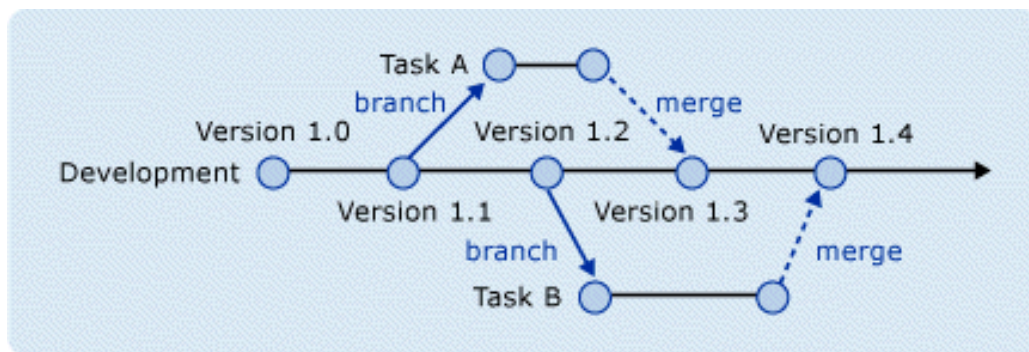 Task A
branch
merge
Version 1.0
Version 1.2
Version 1.4
Development
Version 1.1
Version 1.3
branch
merge
Task B